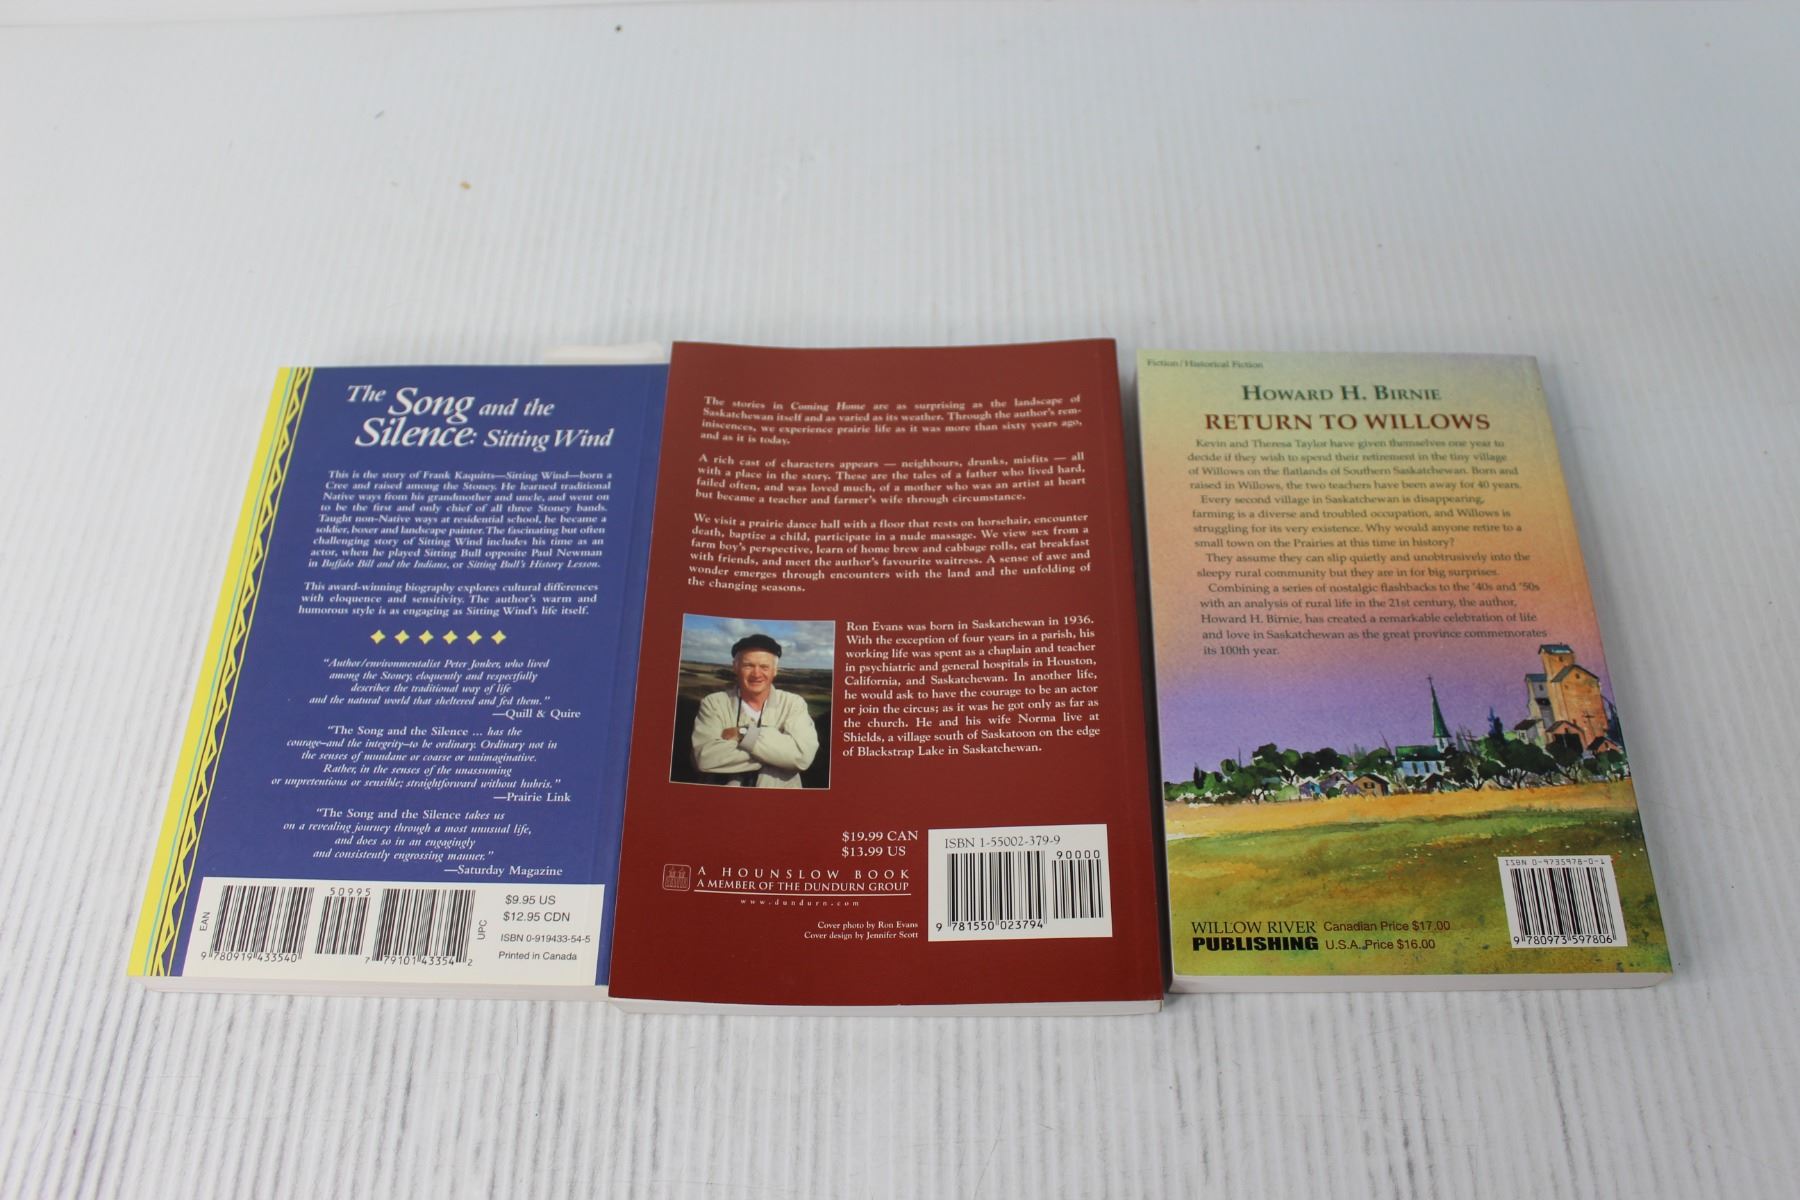 The Song and the
Silence: Sitting Wind
This is the story of Frank Kaquitts—Sitting Wind—born a
Cree and raised among the Stoney. He learned traditional
Native ways from his grandmother and uncle, and went on
to be the first and only chief of all three Stoney bands.
Taught non-Native ways at residential school, he became a
soldier, boxer and landscape painter. The fascinating but often
challenging story of Sitting Wind includes his time as an
actor, when he played Sitting Bull opposite Paul Newman
in Buffalo Bill and the Indians, or Sitting Bull's History Lesson.
This award-winning biography explores cultural differences
with eloquence and sensitivity. The author's warm and
humorous style is as engaging as Sitting Wind's life itself.
"Author/environmentalist Peter Jonker, who lived
among the Stoney, eloquently and respectfully
describes the traditional way of life
and the natural world that sheltered and fed them."
—Quill & Quire
"The Song and the Silence ... has the
courage—and the integrity—to be ordinary. Ordinary not in
the senses of mundane or coarse or unimaginative.
Rather, in the senses of the unassuming
or unpretentious or sensible; straightforward without hubris."
—Prairie Link
"The Song and the Silence takes us
on a revealing journey through a most unusual life,
and does so in an engagingly
and consistently engrossing manner."
—Saturday Magazine
EAN
50995
9 780919 433540
7 79101 43354 2
UPC
$9.95 US
$12.95 CDN
ISBN 0-919433-54-5
Printed in Canada
The stories in Coming Home are as surprising as the landscape of
Saskatchewan itself and as varied as its weather. Through the author's rem-
iniscences, we experience prairie life as it was more than sixty years ago,
and as it is today.
A rich cast of characters appears — neighbours, drunks, misfits — all
with a place in the story. These are the tales of a father who lived hard,
failed often, and was loved much, of a mother who was an artist at heart
but became a teacher and farmer's wife through circumstance.
We visit a prairie dance hall with a floor that rests on horsehair, encounter
death, baptize a child, participate in a nude massage. We view sex from a
farm boy's perspective, learn of home brew and cabbage rolls, eat breakfast
with friends, and meet the author's favourite waitress. A sense of awe and
wonder emerges through encounters with the land and the unfolding of
the changing seasons.
Ron Evans was born in Saskatchewan in 1936.
With the exception of four years in a parish, his
working life was spent as a chaplain and teacher
in psychiatric and general hospitals in Houston,
California, and Saskatchewan. In another life,
he would ask to have the courage to be an actor
or join the circus; as it was he got only as far as
the church. He and his wife Norma live at
Shields, a village south of Saskatoon on the edge
of Blackstrap Lake in Saskatchewan.
$19.99 CAN
$13.99 US
A HOUNSLOW BOOK
A MEMBER OF THE DUNDURN GROUP
www.dundurn.com
Cover photo by Ron Evans
Cover design by Jennifer Scott
ISBN 1-55002-379-9
90000
9 781550 023794
Fiction/Historical Fiction
HOWARD H. BIRNIE
RETURN TO WILLOWS
Kevin and Theresa Taylor have given themselves one year to
decide if they wish to spend their retirement in the tiny village
of Willows on the flatlands of Southern Saskatchewan. Born and
raised in Willows, the two teachers have been away for 40 years.
Every second village in Saskatchewan is disappearing,
farming is a diverse and troubled occupation, and Willows is
struggling for its very existence. Why would anyone retire to a
small town on the Prairies at this time in history?
They assume they can slip quietly and unobtrusively into the
sleepy rural community but they are in for big surprises.
Combining a series of nostalgic flashbacks to the '40s and '50s
with an analysis of rural life in the 21st century, the author,
Howard H. Birnie, has created a remarkable celebration of life
and love in Saskatchewan as the great province commemorates
its 100th year.
WILLOW RIVER
PUBLISHING
Canadian Price $17.00
U.S.A. Price $16.00
ISBN 0-9735978-0-1
9 780973 597806